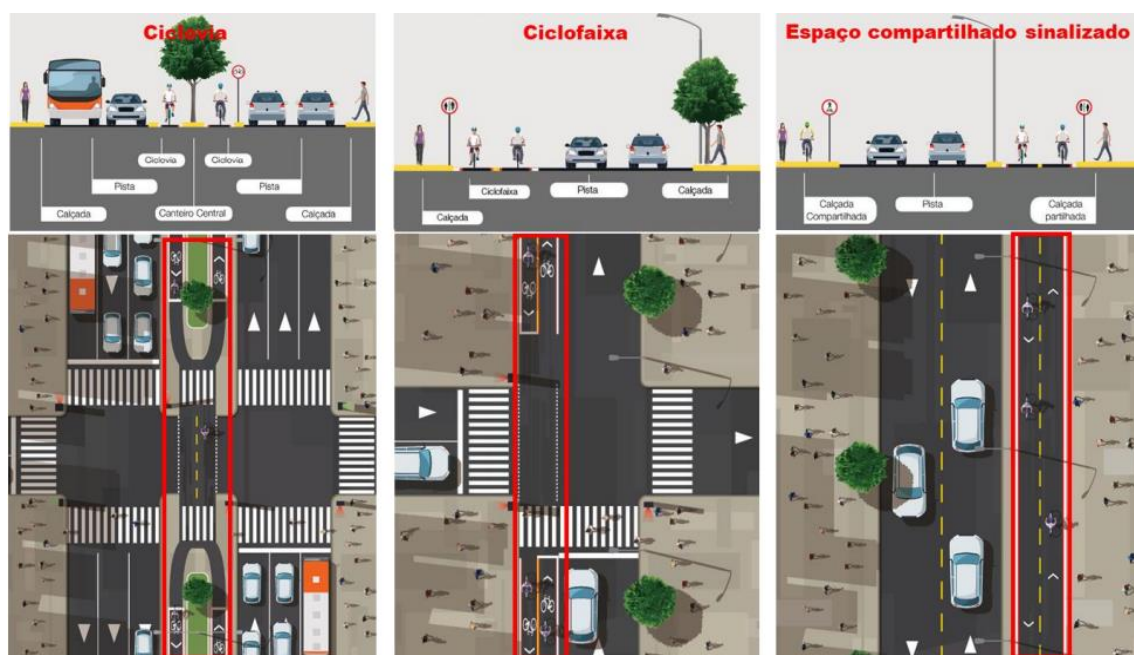 Ciclovia
Ciclovia
Ciclovia
Pista
Pista
Calçada
Canteiro Central
Calçada
Ciclofaixa
Ciclofaixa
Pista
Calçada
Calçada
Espaço compartilhado sinalizado
Calçada
Compartilhada
Pista
Calçada
partilhada